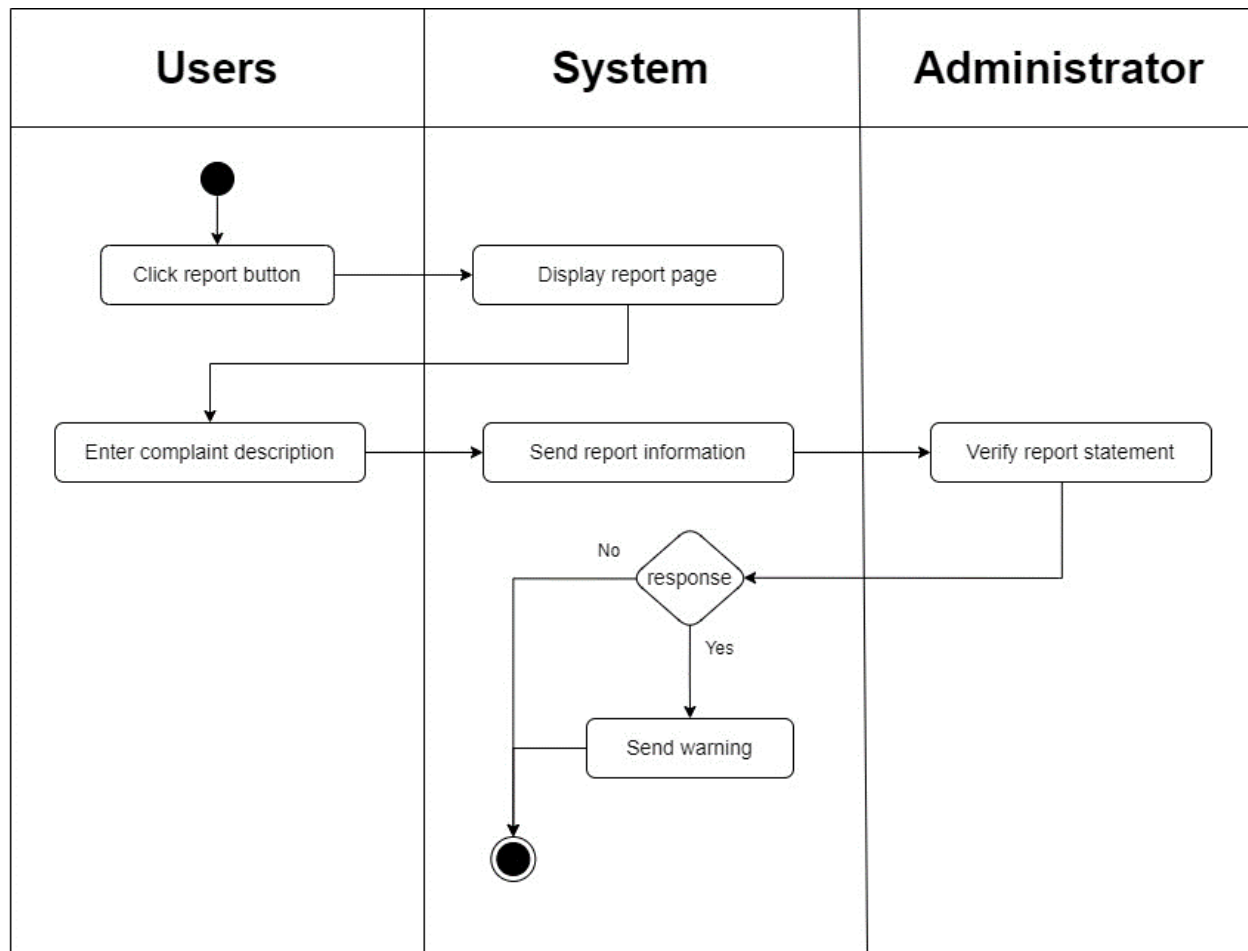 Users
System
Administrator
Click report button
Display report page
Enter complaint description
Send report information
Verify report statement
No
response
Yes
Send warning